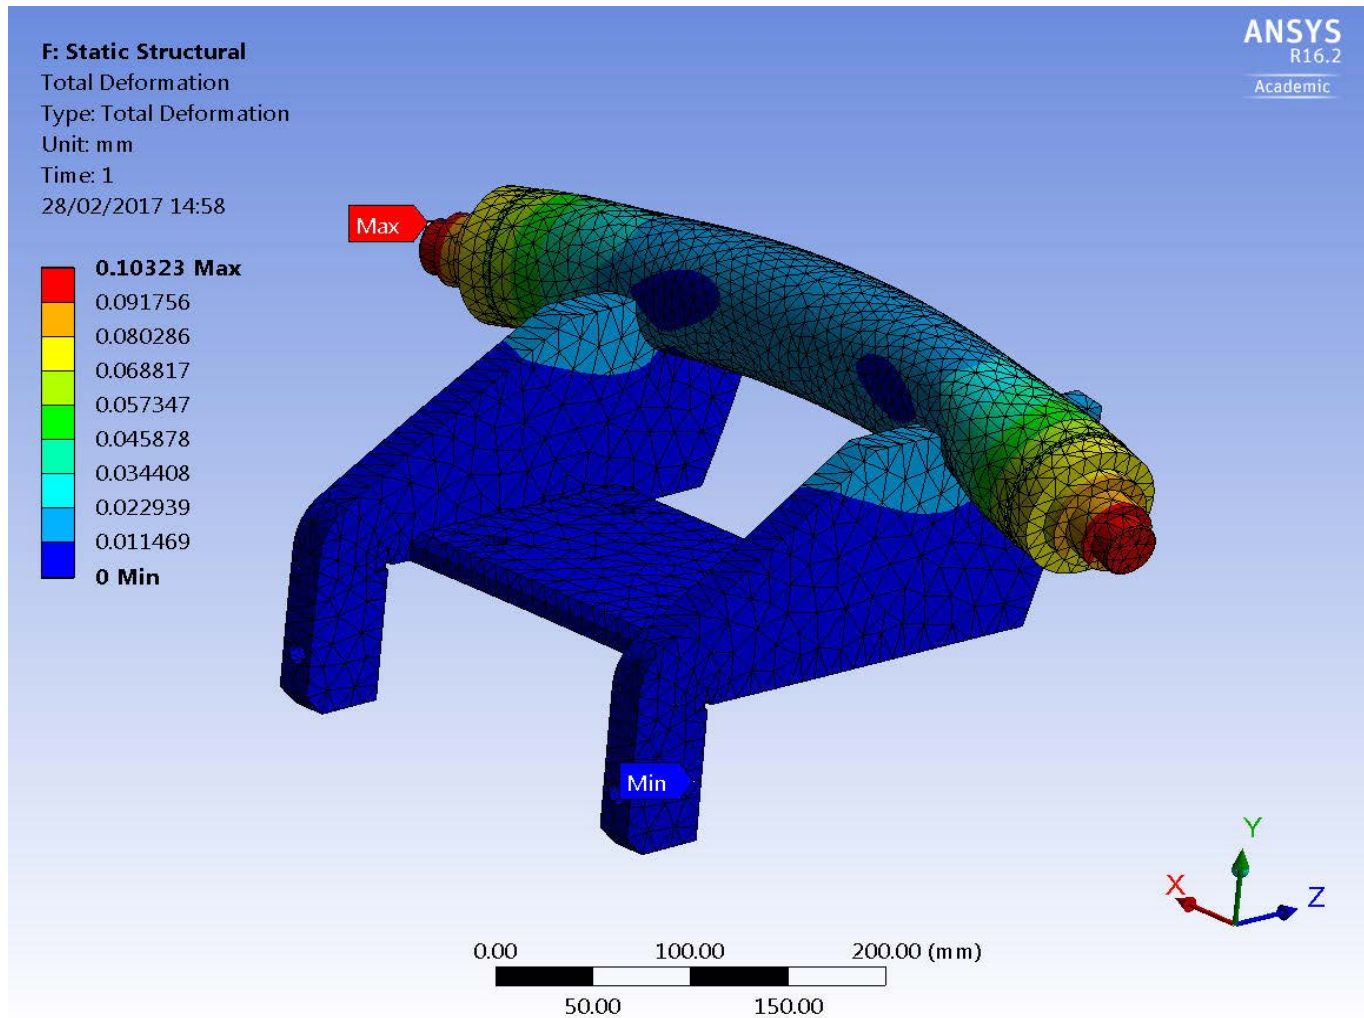 F: Static Structural
Total Deformation
Type: Total Deformation
Unit: mm
Time: 1
28/02/2017 14:58
ANSYS
R16.2
Academic
Max
0.10323 Max
0.091756
0.080286
0.068817
0.057347
0.045878
0.034408
0.022939
0.011469
0 Min
Min
Y
X
Z
0.00 100.00 200.00 (mm)
50.00 150.00